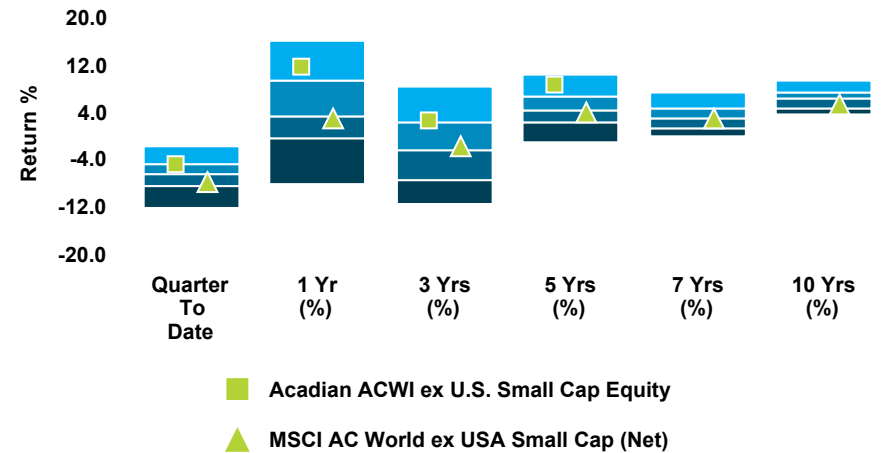 20.0
12.0
4.0
-4.0
-12.0
-20.0
Return %
Quarter
To
Date
1 Yr
(%)
3 Yrs
(%)
5 Yrs
(%)
7 Yrs
(%)
10 Yrs
(%)
Acadian ACWI ex U.S. Small Cap Equity
MSCI AC World ex USA Small Cap (Net)